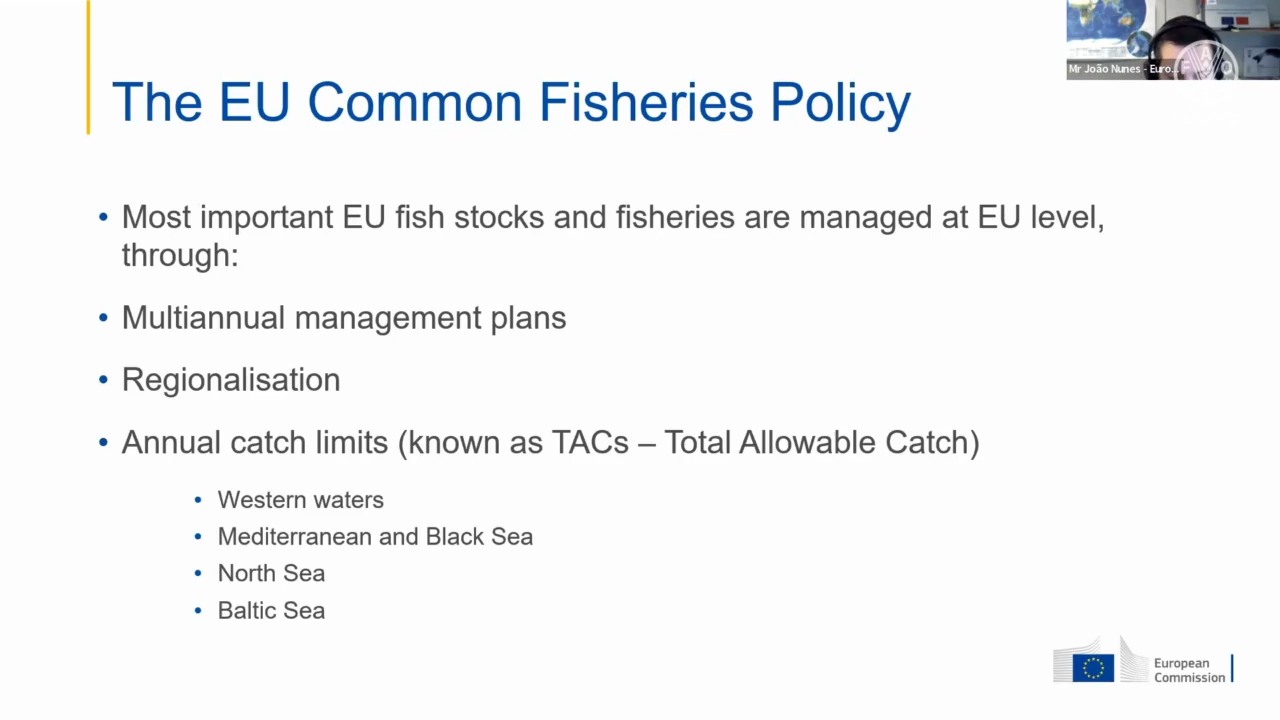 Mr João Nunes - Euro...
FAO
The EU Common Fisheries Policy
• Most important EU fish stocks and fisheries are managed at EU level,
through:
• Multiannual management plans
• Regionalisation
• Annual catch limits (known as TACs – Total Allowable Catch)
• Western waters
• Mediterranean and Black Sea
• North Sea
• Baltic Sea
European
Commission